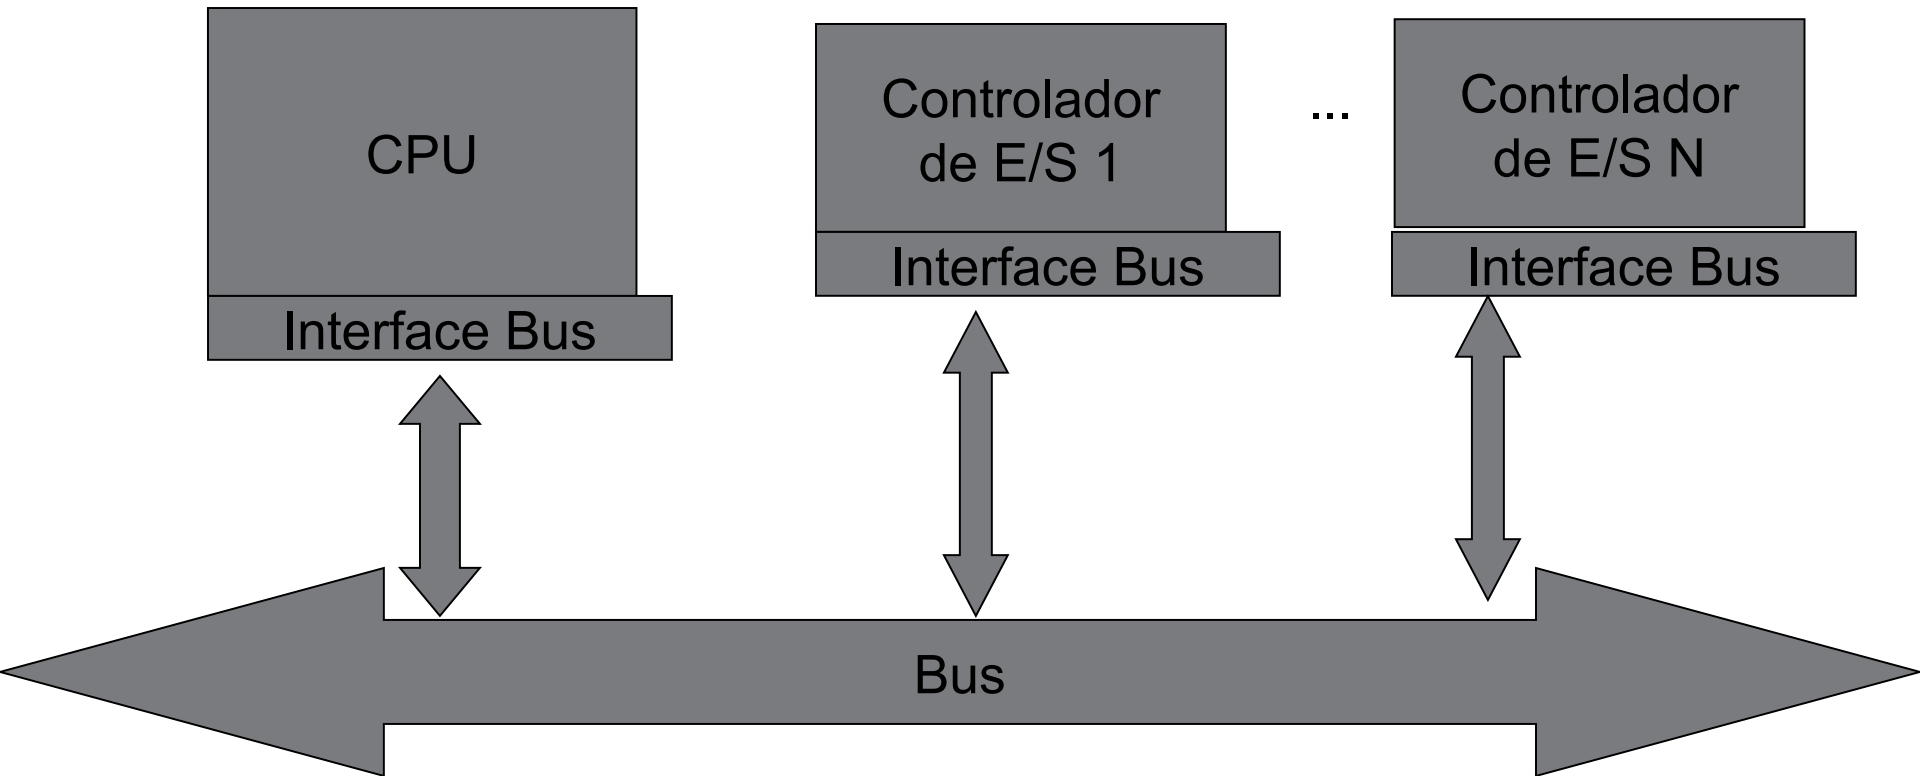 CPU
Interface Bus
Controlador
de E/S 1
Interface Bus
...
Controlador
de E/S N
Interface Bus
Bus